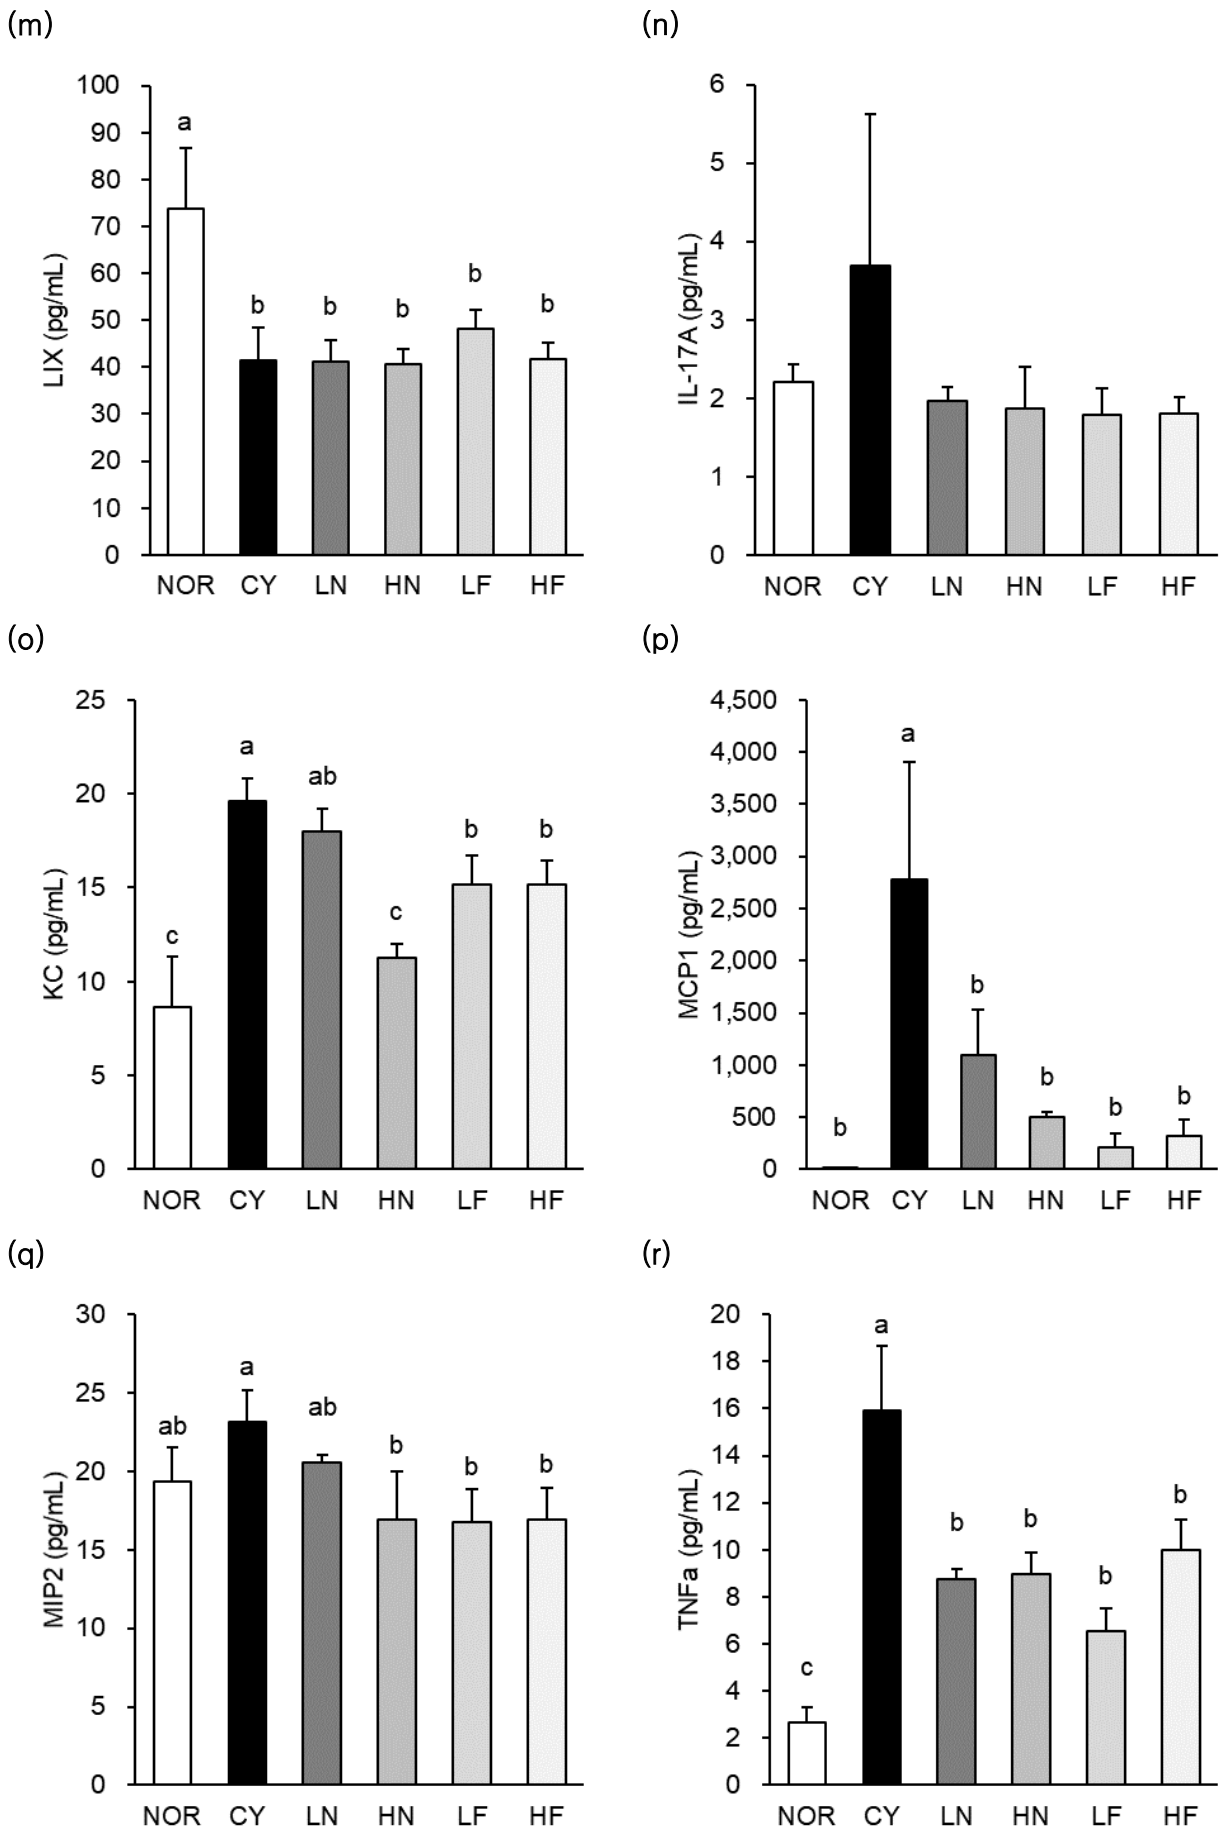 (m)
LIX (pg/mL)
100
90
80
70
60
50
40
30
20
10
0
a
b
b
b
b
b
NOR CY LN HN LF HF
(n)
IL-17A (pg/mL)
6
5
4
3
2
1
0
NOR CY LN HN LF HF
(o)
KC (pg/mL)
25
20
15
10
5
0
c
a
ab
c
b
b
NOR CY LN HN LF HF
(p)
MCP1 (pg/mL)
4,500
4,000
3,500
3,000
2,500
2,000
1,500
1,000
500
0
b
a
b
b
b
b
NOR CY LN HN LF HF
(q)
MIP2 (pg/mL)
30
25
20
15
10
5
0
ab
a
ab
b
b
b
NOR CY LN HN LF HF
(r)
TNFa (pg/mL)
20
18
16
14
12
10
8
6
4
2
0
c
a
b
b
b
b
NOR CY LN HN LF HF